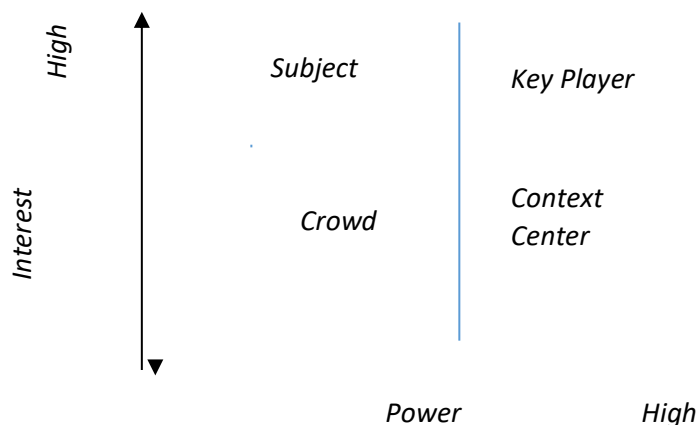 High
Subject
Key Player
Interest
Crowd
Context
Center
Power
High